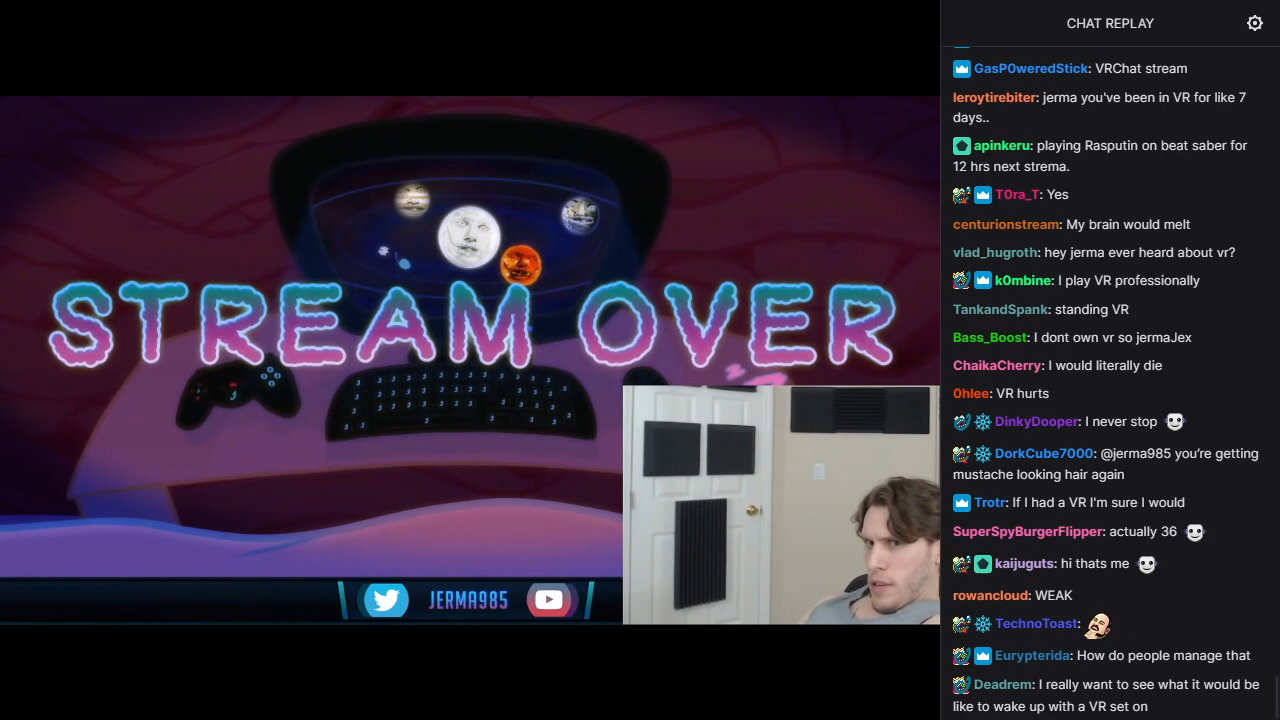 STREAM OVER
JERMA985
CHAT REPLAY
GasP0weredStick: VRChat stream
leroytirebiter: jerma you've been in VR for like 7
days..
apinkeru: playing Rasputin on beat saber for
12 hrs next strema.
T0ra_T: Yes
centurionstream: My brain would melt
vlad_hugroth: hey jerma ever heard about vr?
k0mbine: I play VR professionally
TankandSpank: standing VR
Bass_Boost: I dont own vr so jermaJex
ChaikaCherry: I would literally die
0hlee: VR hurts
DinkyDooper: I never stop
DorkCube7000: @jerma985 you’re getting
mustache looking hair again
Trotr: If I had a VR I'm sure I would
SuperSpyBurgerFlipper: actually 36
kaijuguts: hi thats me
rowancloud: WEAK
TechnoToast:
Eurypterida: How do people manage that
Deadrem: I really want to see what it would be
like to wake up with a VR set on